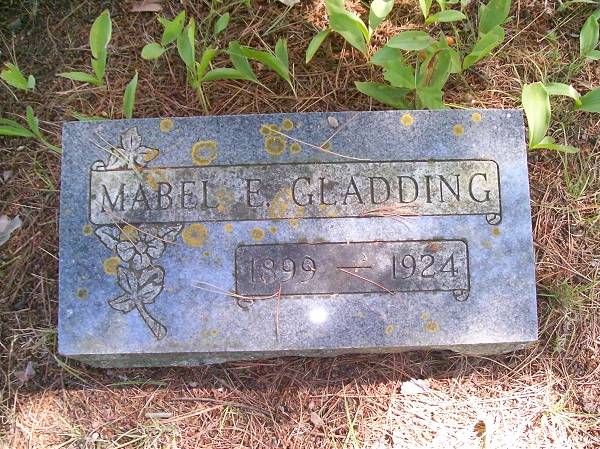 MABEL E. GLADDING
1899 — 1924